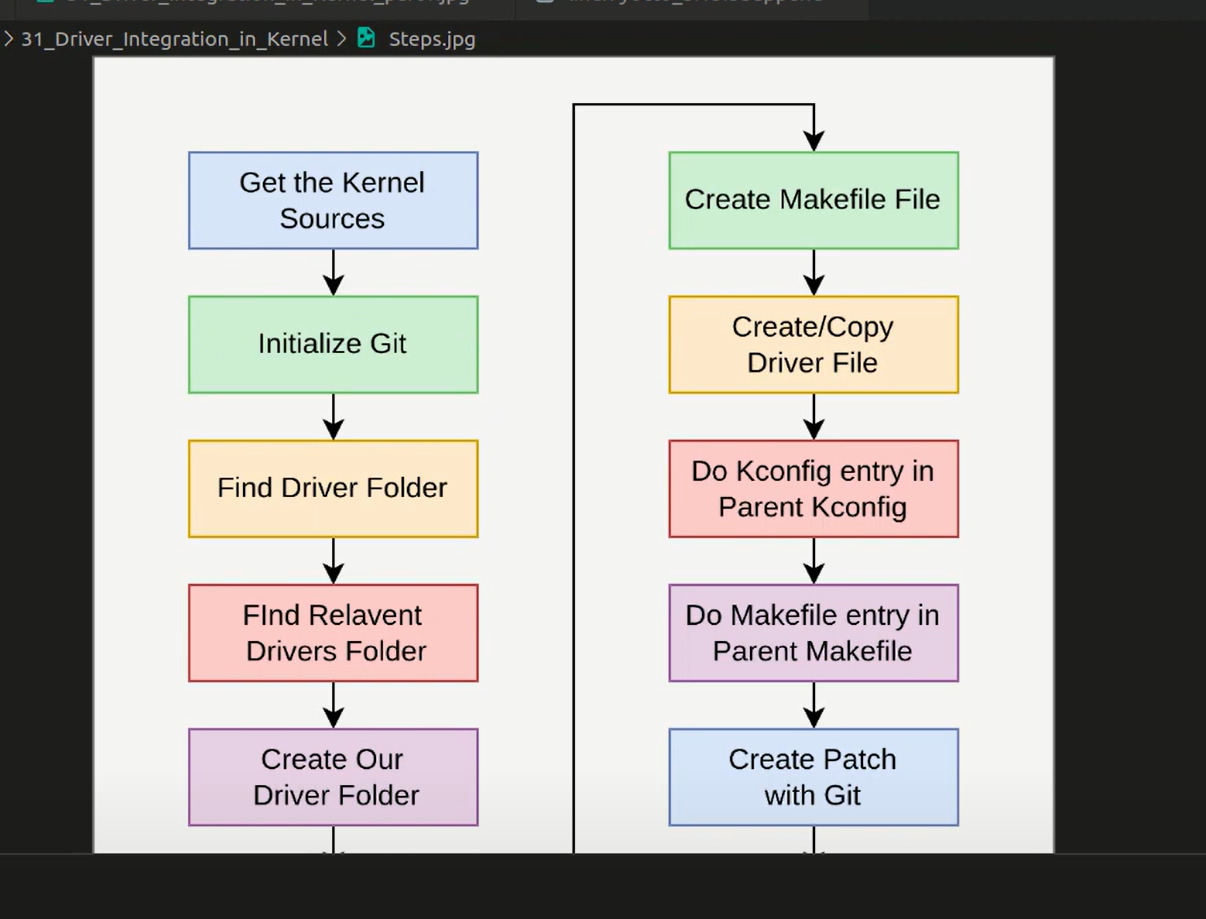 31_Driver_Integration_in_Kernel > Steps.jpg
Get the Kernel
Sources
Initialize Git
Find Driver Folder
FInd Relavent
Drivers Folder
Create Our
Driver Folder
Create Makefile File
Create/Copy
Driver File
Do Kconfig entry in
Parent Kconfig
Do Makefile entry in
Parent Makefile
Create Patch
with Git